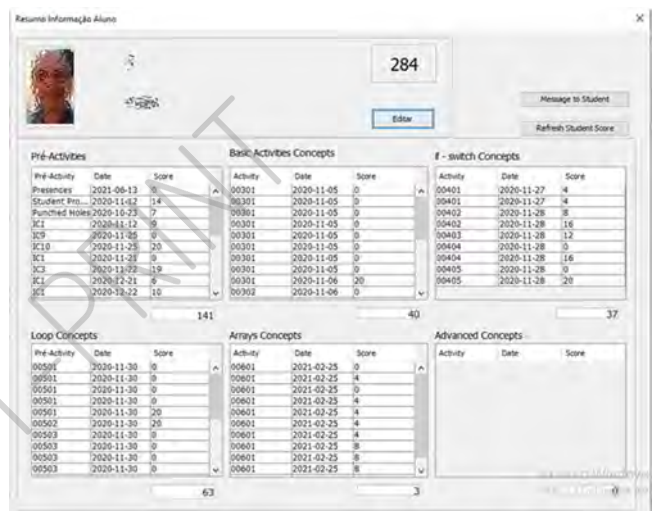 Resumo Informação Aluno
284
Editar
Message to Student
Refresh Student Score
Pré-Activities
Pré-Activity Date Score
Presences 2021-06-13 0
Student Pro... 2020-11-12 14
Punched Holes 2020-10-23 7
IC1 2020-11-12 9
IC9 2020-11-25 0
IC10 2020-11-25 20
IC1 2020-11-21 0
IC3 2020-11-22 19
IC1 2020-12-21 6
IC1 2020-12-22 10
141
Basic Activities Concepts
Activity Date Score
00301 2020-11-05 0
00301 2020-11-05 0
00301 2020-11-05 0
00301 2020-11-05 0
00301 2020-11-05 0
00301 2020-11-05 0
00301 2020-11-05 0
00301 2020-11-05 0
00301 2020-11-06 20
00302 2020-11-06 0
40
if - switch Concepts
Activity Date Score
00401 2020-11-27 4
00401 2020-11-27 4
00402 2020-11-28 8
00402 2020-11-28 16
00403 2020-11-28 12
00404 2020-11-28 0
00404 2020-11-28 16
00405 2020-11-28 0
00405 2020-11-28 20
37
Loop Concepts
Pré-Activity Date Score
00501 2020-11-30 0
00501 2020-11-30 0
00501 2020-11-30 0
00501 2020-11-30 0
00501 2020-11-30 20
00502 2020-11-30 20
00503 2020-11-30 0
00503 2020-11-30 0
00503 2020-11-30 0
00503 2020-11-30 0
63
Arrays Concepts
Activity Date Score
00601 2021-02-25 0
00601 2021-02-25 4
00601 2021-02-25 0
00601 2021-02-25 4
00601 2021-02-25 4
00601 2021-02-25 4
00601 2021-02-25 4
00601 2021-02-25 8
00601 2021-02-25 8
00601 2021-02-25 8
3
Advanced Concepts
Activity Date Score
0